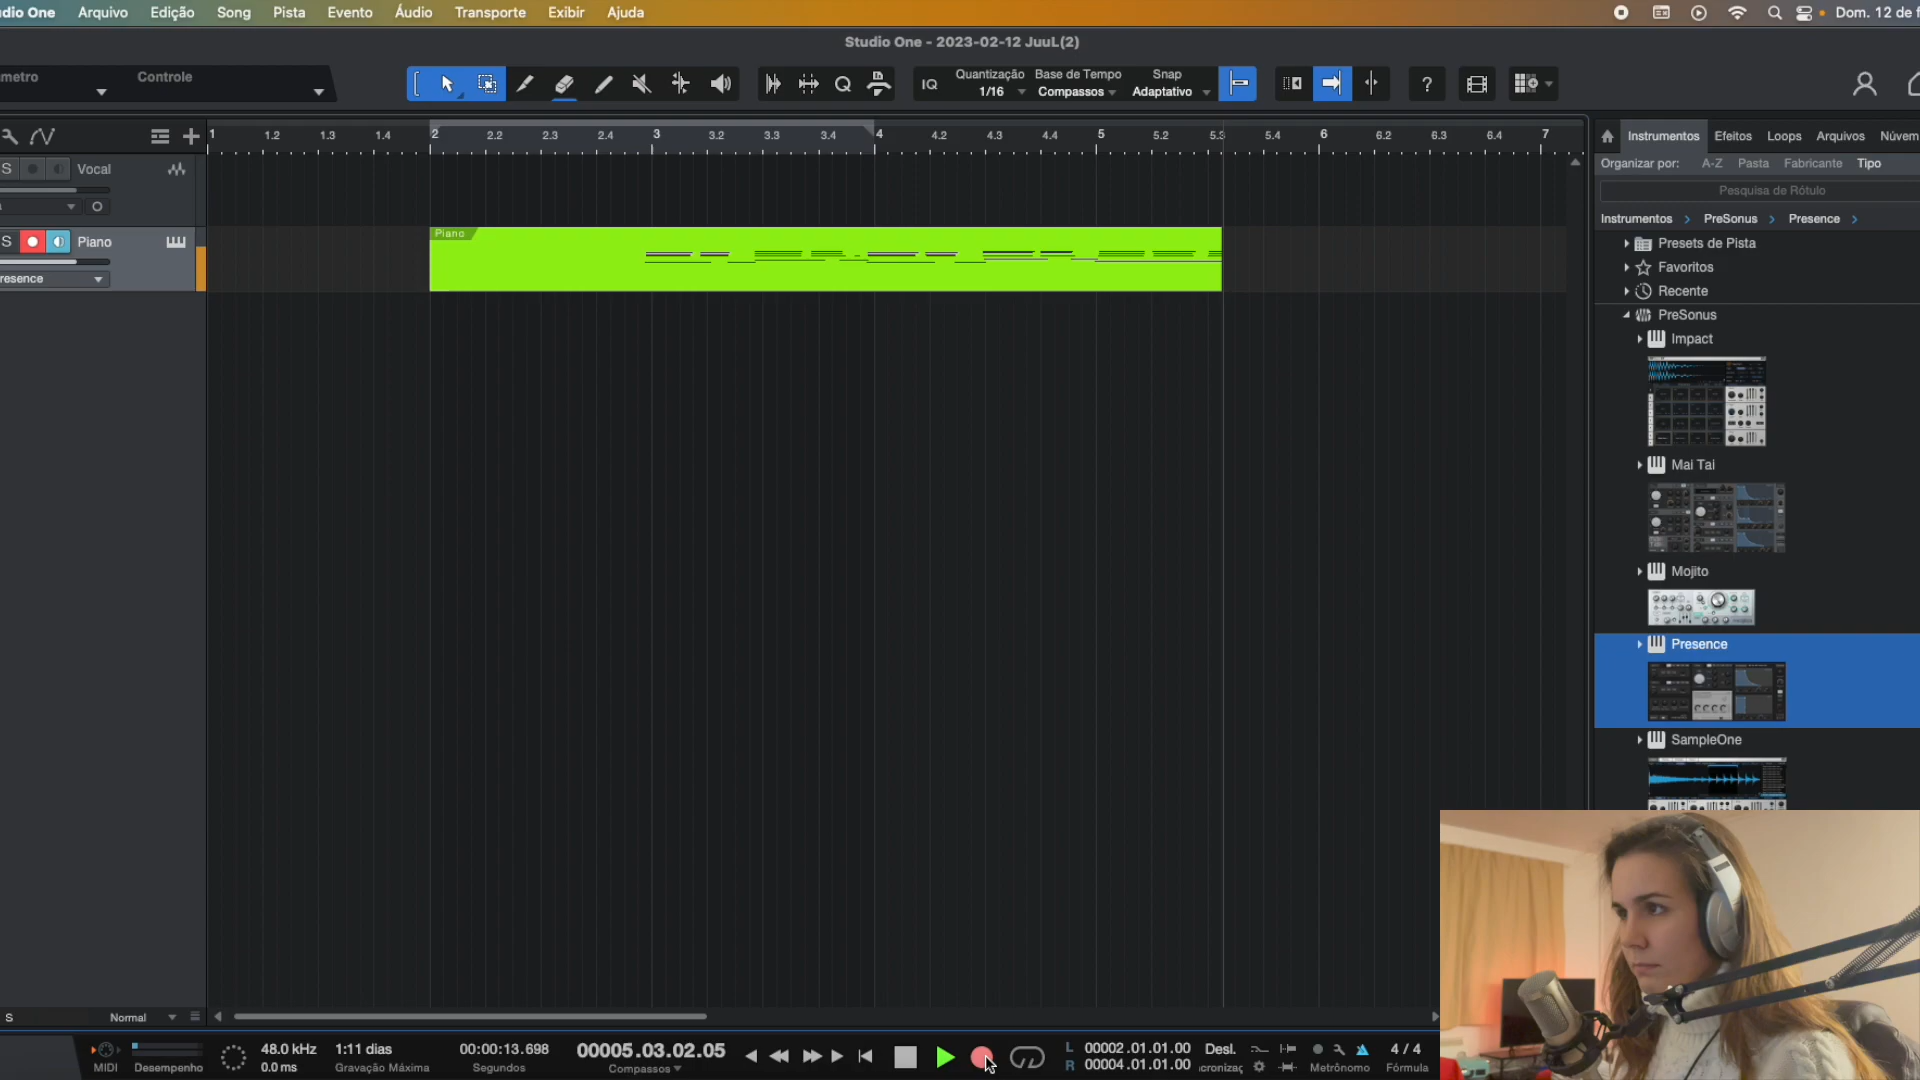 dio One Arquivo Edição Song Pista Evento Áudio Transporte Exibir Ajuda Dom. 12 de f
Studio One - 2023-02-12 JuuL(2)
metro Controle
IQ Quantização Base de Tempo Snap
1/16 Compassos Adaptativo
Q ?
1 1.2 1.3 1.4 2 2.2 2.3 2.4 3 3.2 3.3 3.4 4 4.2 4.3 4.4 5 5.2 5.3 5.4 6 6.2 6.3 6.4 7
Instrumentos Efeitos Loops Arquivos Núvem
Organizar por: A-Z Pasta Fabricante Tipo
Pesquisa de Rótulo
Instrumentos PreSonus Presence
S Vocal
S Piano
resence
Piano
Presets de Pista
Favoritos
Recente
PreSonus
Impact
Mai Tai
Mojito
Presence
SampleOne
S Normal
MIDI Desempenho
48.0 kHz
0.0 ms
1:11 dias
Gravação Máxima
00:00:13.698
Segundos
00005.03.02.05
Compassos
L 00002.01.01.00
R 00004.01.01.00
Desl.
cronizaç
Metrônomo
4 / 4
Fórmula